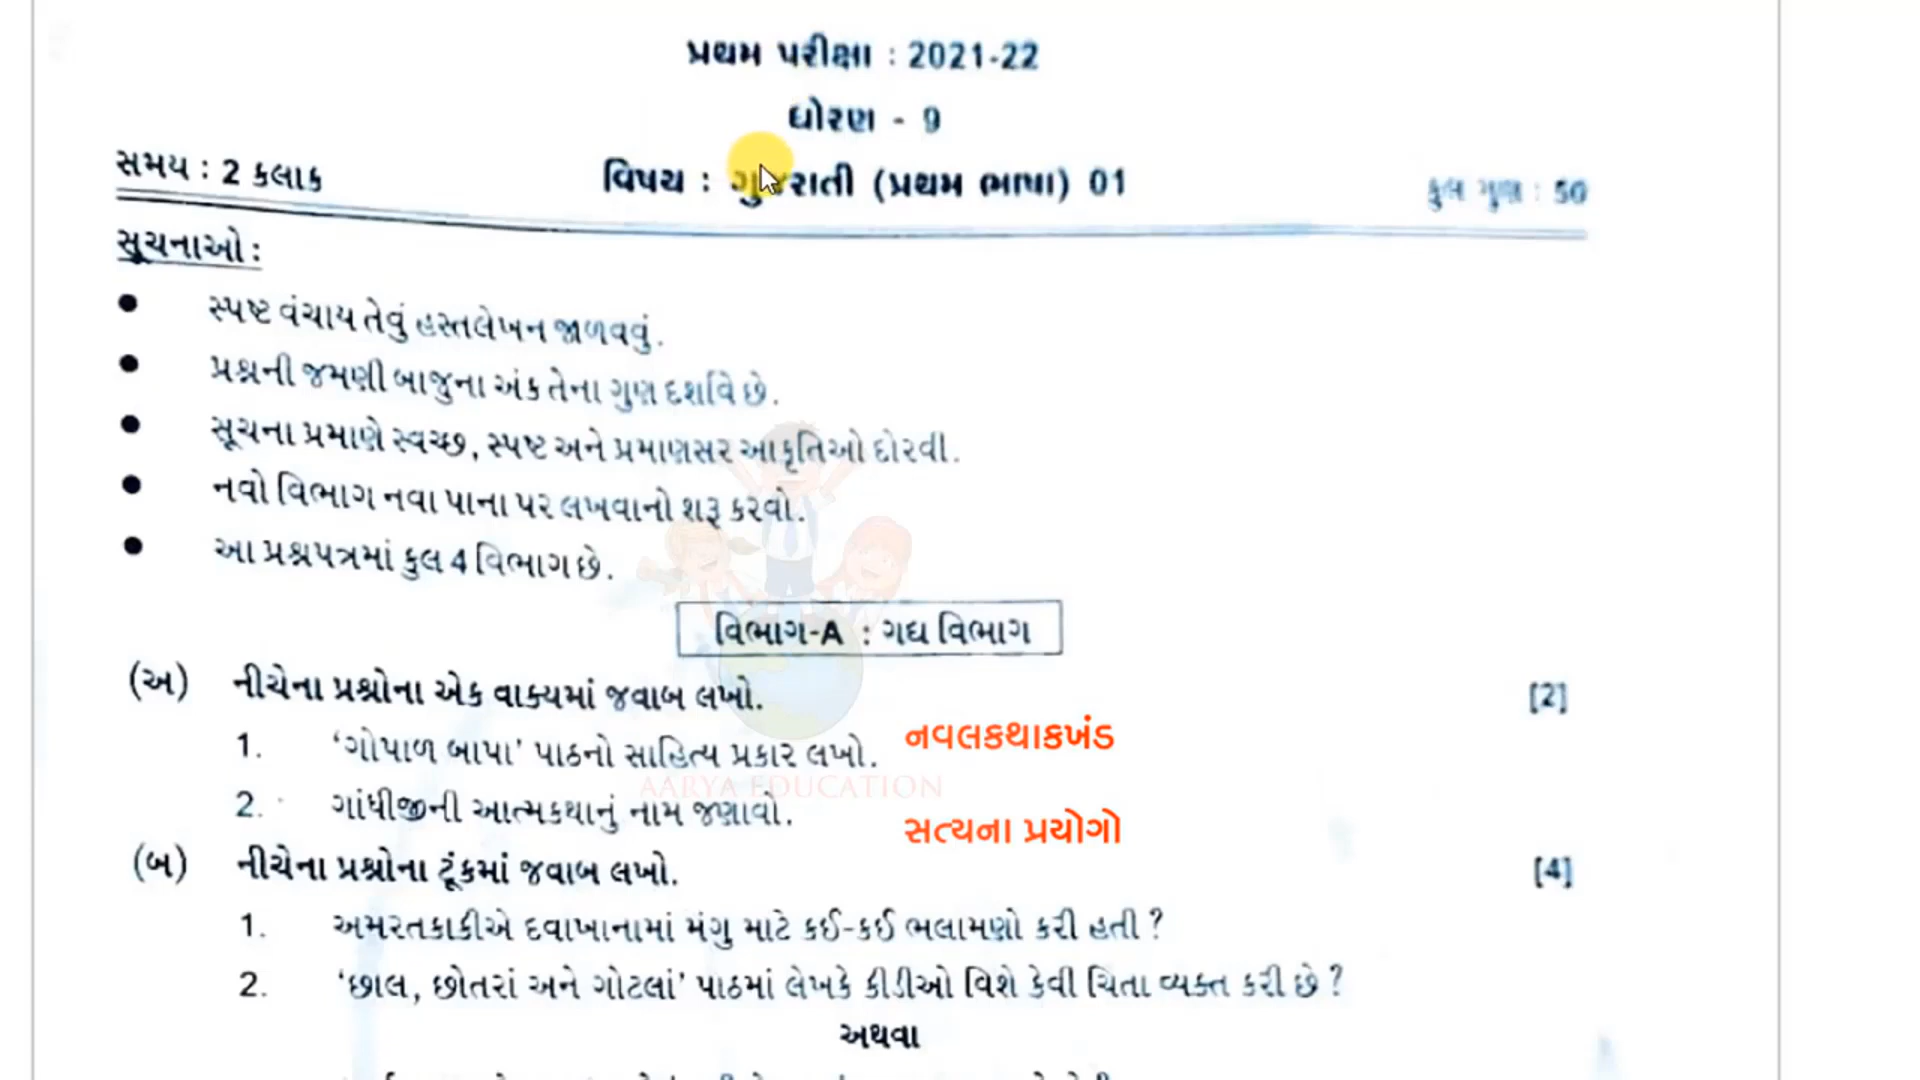 પ્રથમ પરીક્ષા : 2021-22
ધોરણ - 9
સમય : 2 કલાક
વિષય : ગુજરાતી (પ્રથમ ભાષા) 01
કુલ ગુણ : 50
સૂચનાઓ :
● સ્પષ્ટ વંચાય તેવું હસ્તલેખન જાળવવું.
● પ્રશ્નની જમણી બાજુના અંક તેના ગુણ દર્શાવે છે.
● સૂચના પ્રમાણે સ્વચ્છ, સ્પષ્ટ અને પ્રમાણસર આકૃતિઓ દોરવી.
● નવો વિભાગ નવા પાના પર લખવાનો શરૂ કરવો.
● આ પ્રશ્નપત્રમાં કુલ 4 વિભાગ છે.
વિભાગ-A : ગદ્ય વિભાગ
(અ) નીચેના પ્રશ્નોના એક વાક્યમાં જવાબ લખો. [2]
1. 'ગોપાળ બાપા' પાઠનો સાહિત્ય પ્રકાર લખો. નવલકથાકખંડ
AARYA EDUCATION
2. ગાંધીજીની આત્મકથાનું નામ જણાવો. સત્યના પ્રયોગો
(બ) નીચેના પ્રશ્નોના ટૂંકમાં જવાબ લખો. [4]
1. અમરતકાકીએ દવાખાનામાં મંગુ માટે કઈ-કઈ ભલામણો કરી હતી ?
2. 'છાલ, છોતરાં અને ગોટલાં' પાઠમાં લેખકે કીડીઓ વિશે કેવી ચિતા વ્યક્ત કરી છે ?
અથવા